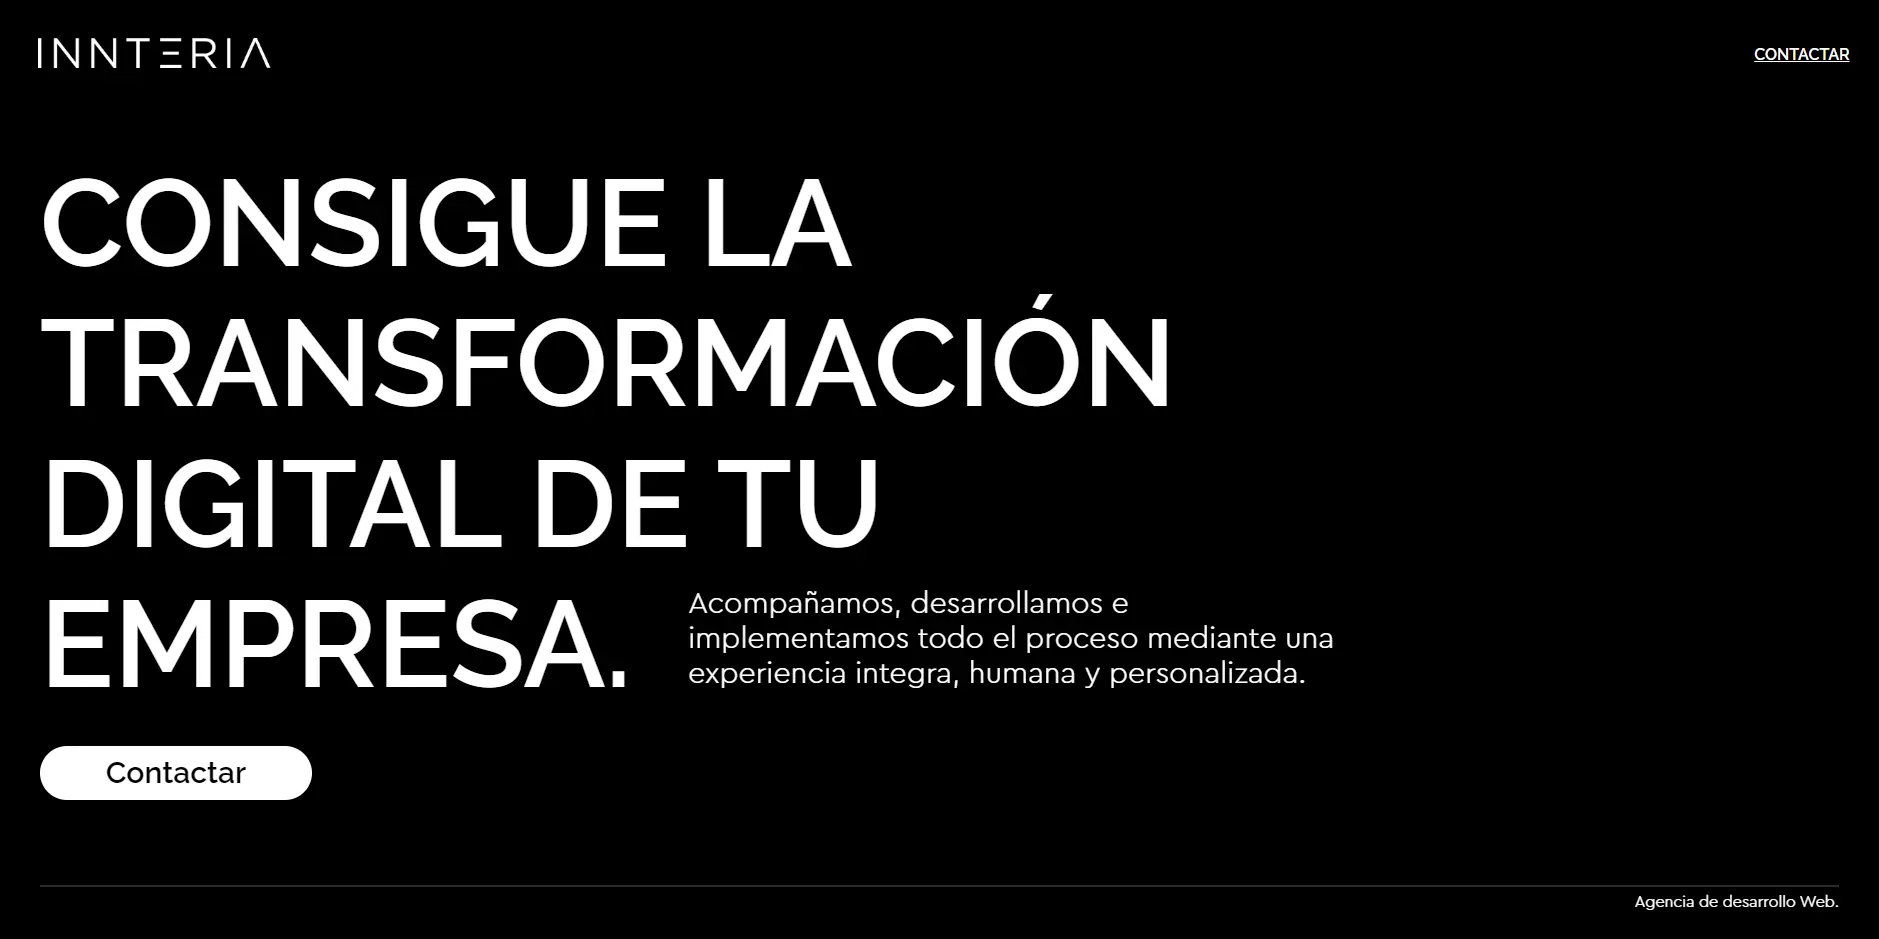 INNTERIA
CONTACTAR
CONSIGUE LA
TRANSFORMACIÓN
DIGITAL DE TU
EMPRESA.
Acompañamos, desarrollamos e
implementamos todo el proceso mediante una
experiencia integra, humana y personalizada.
Contactar
Agencia de desarrollo Web.